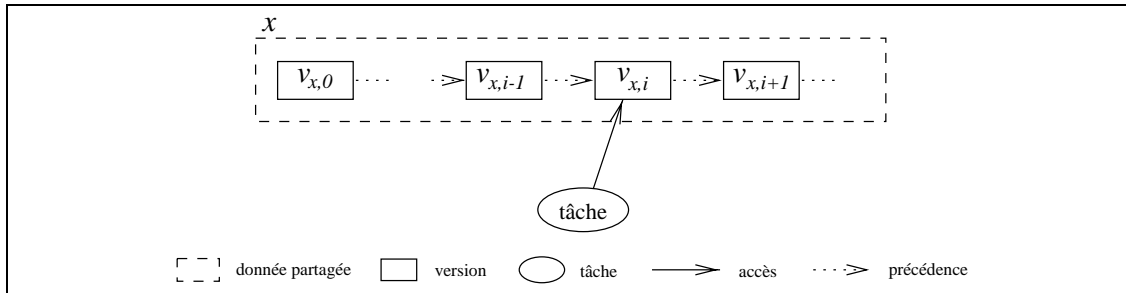 x
v_{x,0} v_{x,i-1} v_{x,i} v_{x,i+1}
tâche
donnée partagée version tâche accès précédence